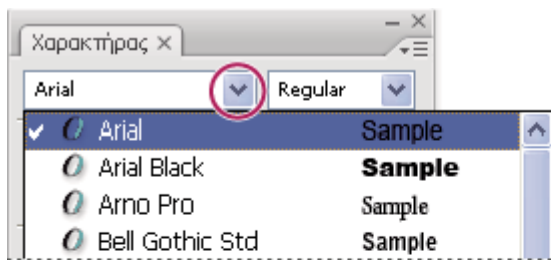 Χαρακτήρας
Arial Regular
Arial Sample
Arial Black Sample
Arno Pro Sample
Bell Gothic Std Sample